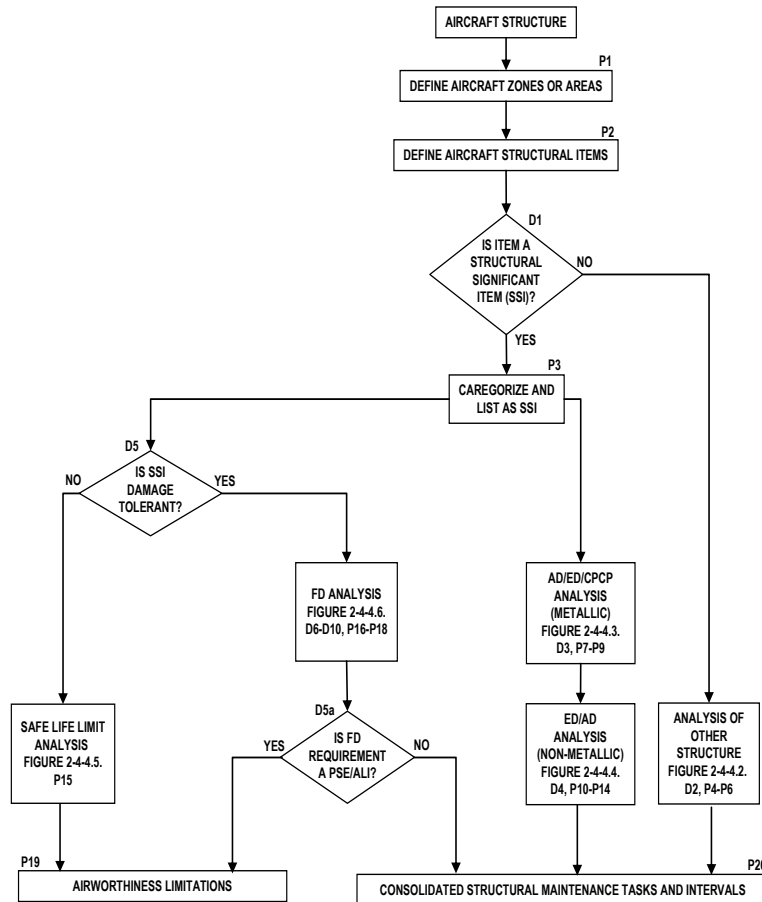 AIRCRAFT STRUCTURE
P1
DEFINE AIRCRAFT ZONES OR AREAS
P2
DEFINE AIRCRAFT STRUCTURAL ITEMS
D1
IS ITEM A
STRUCTURAL
SIGNIFICANT
ITEM (SSI)?
NO
YES
P3
CAREGORIZE AND
LIST AS SSI
D5
NO
IS SSI
DAMAGE
TOLERANT?
YES
FD ANALYSIS
FIGURE 2-4-4.6.
D6-D10, P16-P18
AD/ED/CPCP
ANALYSIS
(METALLIC)
FIGURE 2-4-4.3.
D3, P7-P9
D5a
SAFE LIFE LIMIT
ANALYSIS
FIGURE 2-4-4.5.
P15
YES
IS FD
REQUIREMENT
A PSE/ALI?
NO
ED/AD
ANALYSIS
(NON-METALLIC)
FIGURE 2-4-4.4.
D4, P10-P14
ANALYSIS OF
OTHER
STRUCTURE
FIGURE 2-4-4.2.
D2, P4-P6
P19
AIRWORTHINESS LIMITATIONS
P20
CONSOLIDATED STRUCTURAL MAINTENANCE TASKS AND INTERVALS